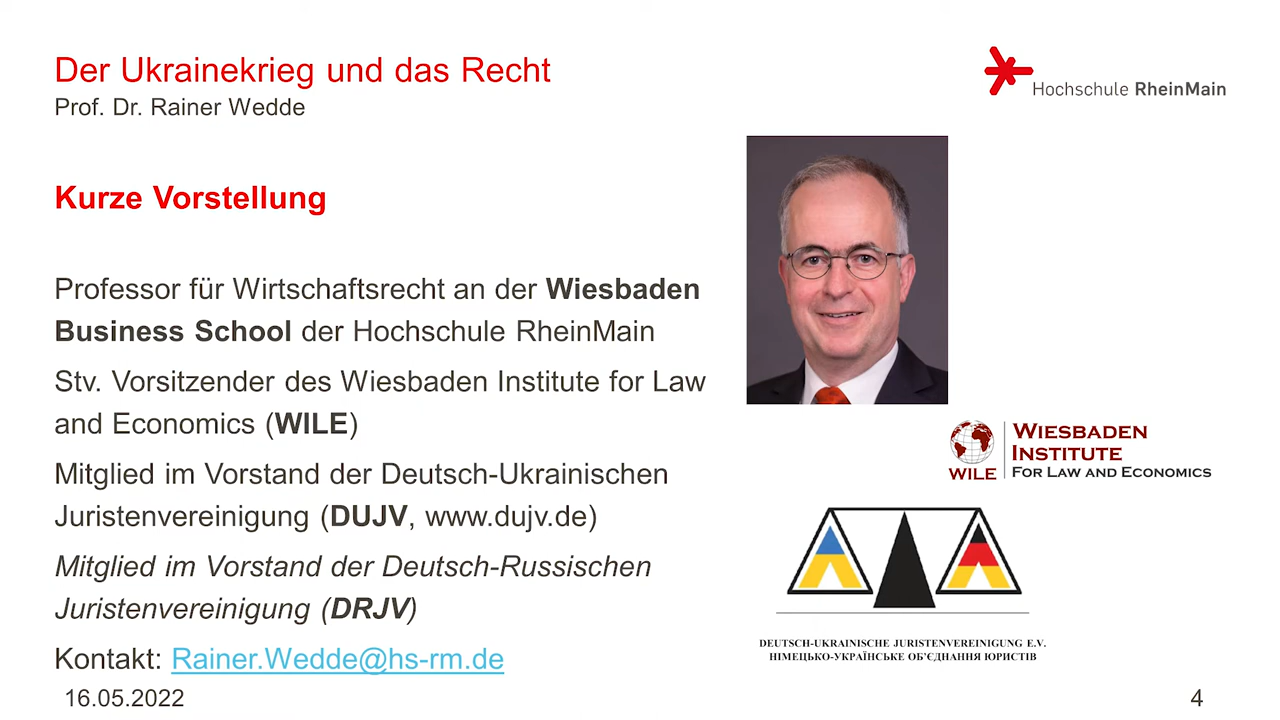 Der Ukrainekrieg und das Recht
Prof. Dr. Rainer Wedde
Hochschule RheinMain
Kurze Vorstellung
Professor für Wirtschaftsrecht an der Wiesbaden
Business School der Hochschule RheinMain
Stv. Vorsitzender des Wiesbaden Institute for Law
and Economics (WILE)
Mitglied im Vorstand der Deutsch-Ukrainischen
Juristenvereinigung (DUJV, www.dujv.de)
Mitglied im Vorstand der Deutsch-Russischen
Juristenvereinigung (DRJV)
Kontakt: Rainer.Wedde@hs-rm.de
WILE
WIESBADEN
INSTITUTE
FOR LAW AND ECONOMICS
DEUTSCH-UKRAINISCHE JURISTENVEREINIGUNG E.V.
НІМЕЦЬКО-УКРАЇНСЬКЕ ОБ'ЄДНАННЯ ЮРИСТІВ
16.05.2022
4